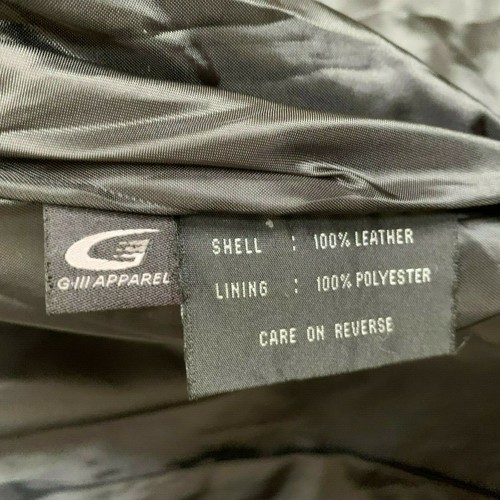 G-III APPAREL
SHELL : 100% LEATHER
LINING : 100% POLYESTER
CARE ON REVERSE